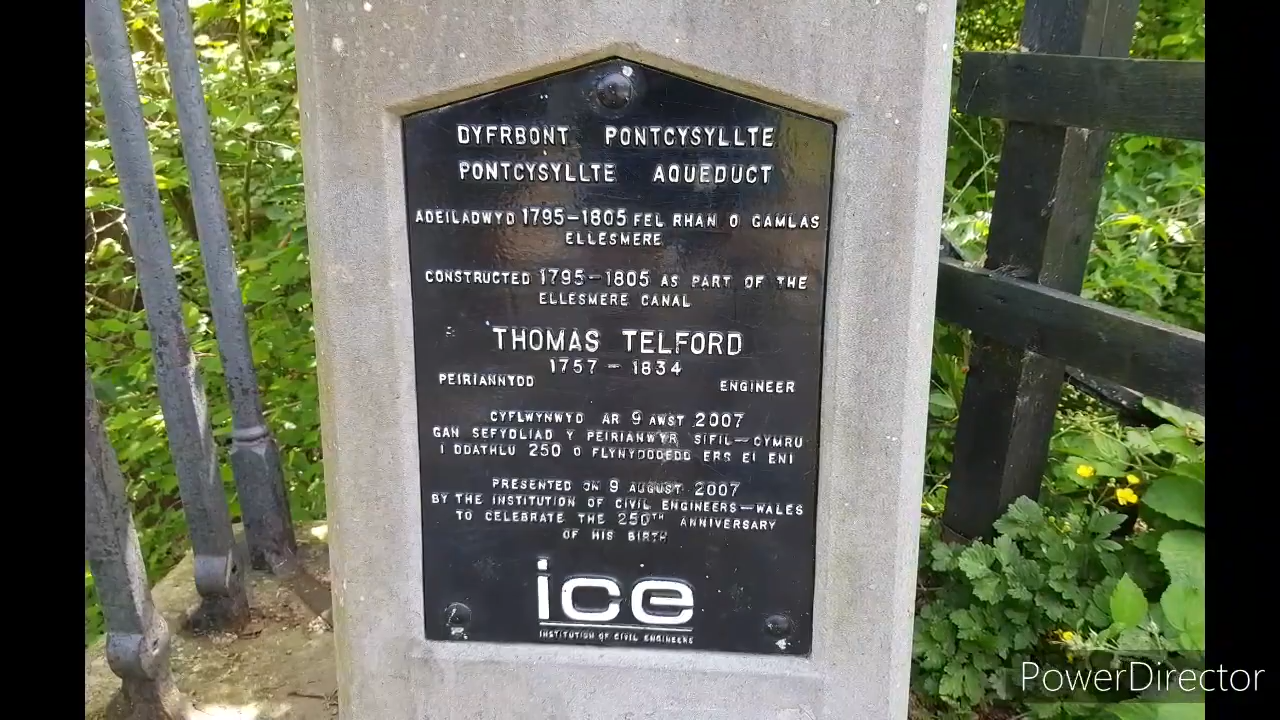 DYFRBONT PONTCYSYLLTE
PONTCYSYLLTE AQUEDUCT
ADEILADWYD 1795-1805 FEL RHAN O GAMLAS
ELLESMERE
CONSTRUCTED 1795-1805 AS PART OF THE
ELLESMERE CANAL
THOMAS TELFORD
1757 - 1834
PEIRIANNYDD ENGINEER
CYFLWYNWYD AR 9 AWST 2007
GAN SEFYDLIAD Y PEIRIANWYR SIFIL-CYMRU
I DDATHLU 250 O FLYNYDDOEDD ERS EI ENI
PRESENTED ON 9 AUGUST 2007
BY THE INSTITUTION OF CIVIL ENGINEERS-WALES
TO CELEBRATE THE 250TH ANNIVERSARY
OF HIS BIRTH
ice
INSTITUTION OF CIVIL ENGINEERS
PowerDirector